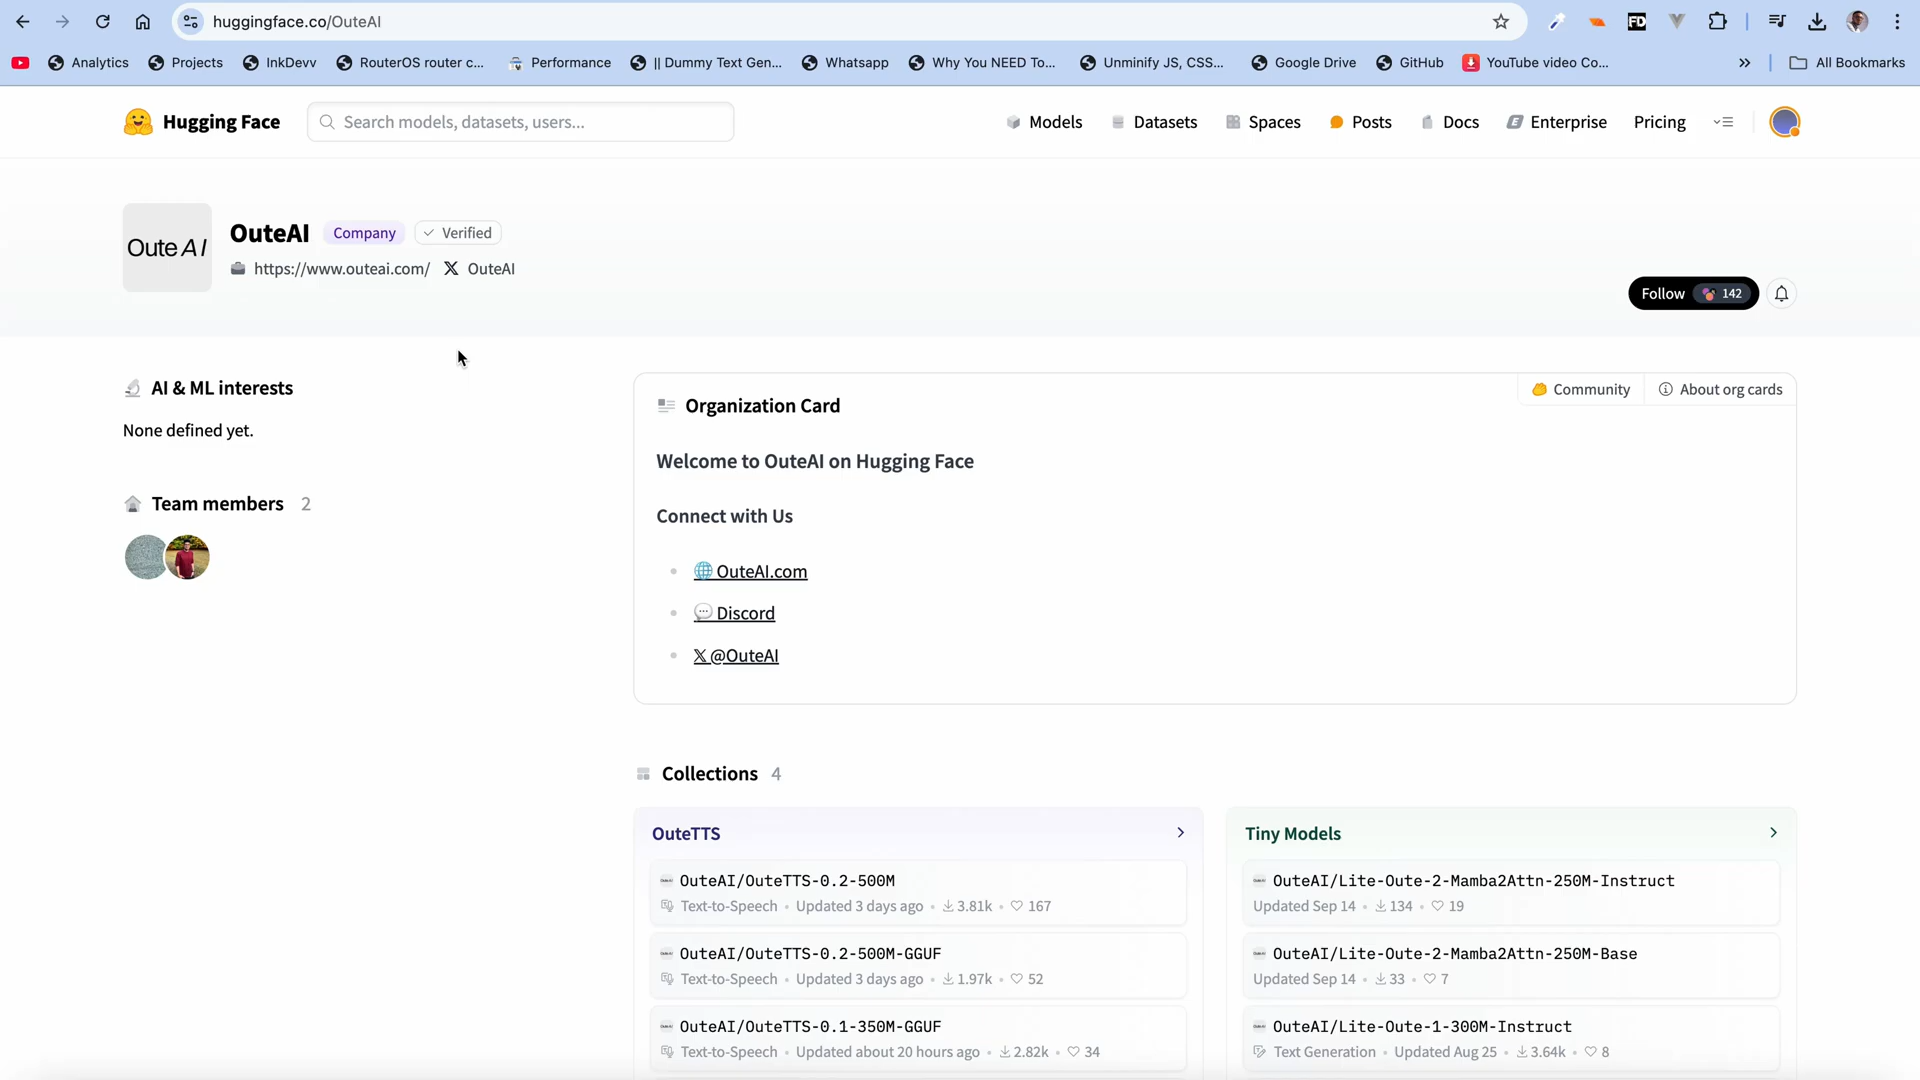 huggingface.co/OuteAI
FD
Analytics
Projects
InkDevv
RouterOS router c...
Performance
|| Dummy Text Gen...
Whatsapp
Why You NEED To...
Unminify JS, CSS...
Google Drive
GitHub
YouTube video Co...
»
All Bookmarks
Hugging Face
Search models, datasets, users...
Models
Datasets
Spaces
Posts
Docs
Enterprise
Pricing
Oute AI
OuteAI
Company
Verified
https://www.outeai.com/
OuteAI
Follow
142
AI & ML interests
None defined yet.
Team members 2
Organization Card
Community
About org cards
Welcome to OuteAI on Hugging Face
Connect with Us
• 🌐 OuteAI.com
• 💬 Discord
• 𝕏 @OuteAI
Collections 4
OuteTTS
OuteAI/OuteTTS-0.2-500M
Text-to-Speech • Updated 3 days ago • 3.81k • 167
OuteAI/OuteTTS-0.2-500M-GGUF
Text-to-Speech • Updated 3 days ago • 1.97k • 52
OuteAI/OuteTTS-0.1-350M-GGUF
Text-to-Speech • Updated about 20 hours ago • 2.82k • 34
Tiny Models
OuteAI/Lite-Oute-2-Mamba2Attn-250M-Instruct
Updated Sep 14 • 134 • 19
OuteAI/Lite-Oute-2-Mamba2Attn-250M-Base
Updated Sep 14 • 33 • 7
OuteAI/Lite-Oute-1-300M-Instruct
Text Generation • Updated Aug 25 • 3.64k • 8